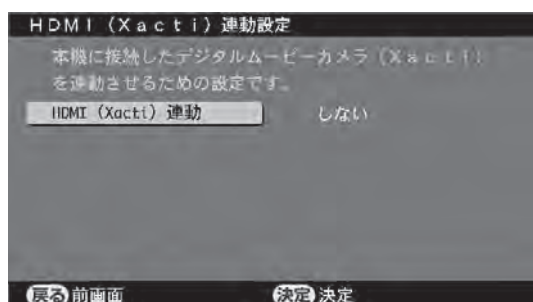 HDMI（Xacti）連動設定
本機に接続したデジタルムービーカメラ（Xacti）
を連動させるための設定です。
HDMI（Xacti）連動 しない
戻る 前画面 決定 決定